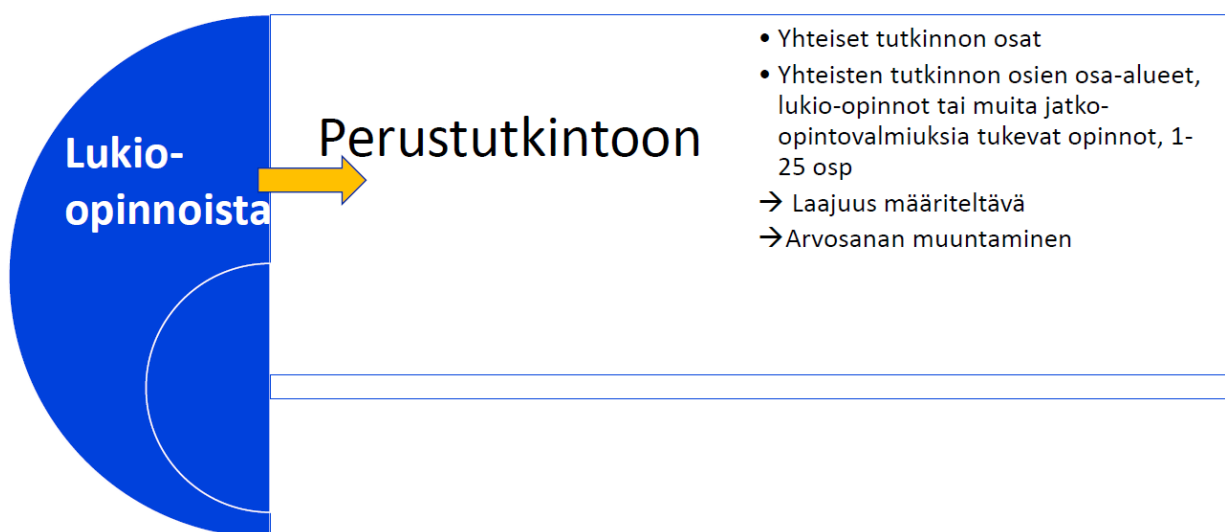 Lukio-
opinnoista
Perustutkintoon
• Yhteiset tutkinnon osat
• Yhteisten tutkinnon osien osa-alueet,
lukio-opinnot tai muita jatko-
opintovalmiuksia tukevat opinnot, 1-
25 osp
→ Laajuus määriteltävä
→Arvosanan muuntaminen